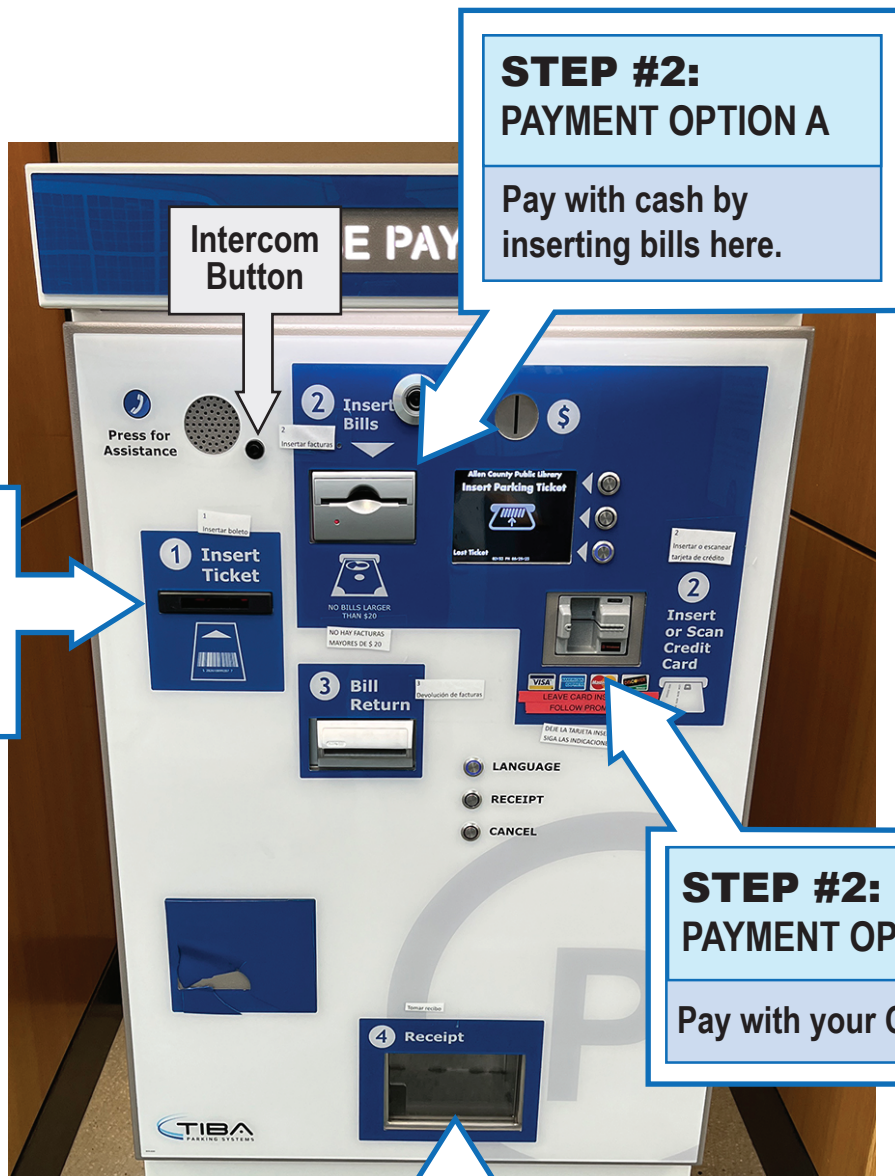 STEP #2:
PAYMENT OPTION A
Pay with cash by
inserting bills here.
E PAY
Intercom
Button
Press for
Assistance
2
Insert
Bills
$
2
Insertar facturas
Allen County Public Library
Insert Parking Ticket
Last Ticket
1
Insertar boleto
1
Insert
Ticket
NO BILLS LARGER
THAN $20
NO HAY FACTURAS
MAYORES DE $ 20
2
Insertar o escanear
tarjeta de crédito
2
Insert
or Scan
Credit
Card
VISA
LEAVE CARD IN
FOLLOW PROM
DEJE LA TARJETA INSE
SIGA LAS INDICACIONE
3
Bill
Return
3
Devolución de facturas
LANGUAGE
RECEIPT
CANCEL
STEP #2:
PAYMENT OP
Pay with your C
P
Tomar recibo
4
Receipt
TIBA
PARKING SYSTEMS